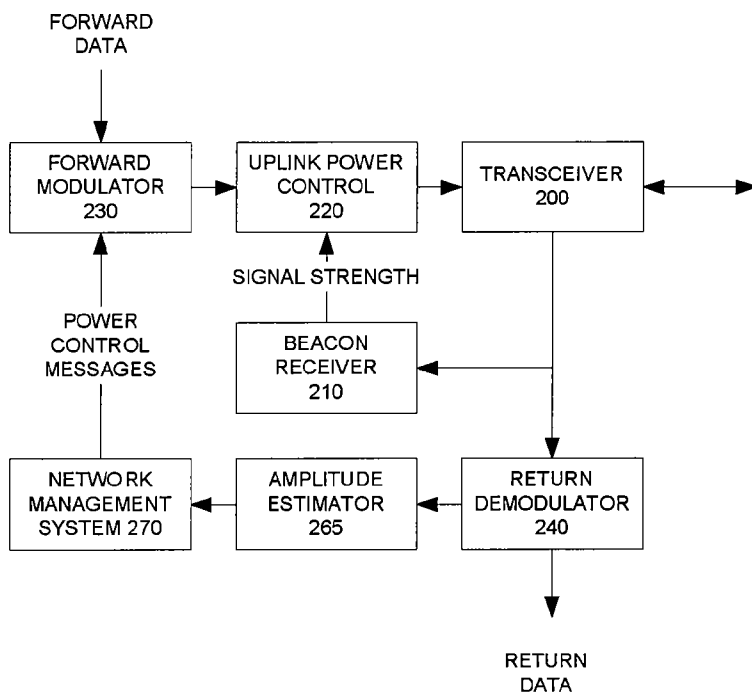 FORWARD
DATA
FORWARD
MODULATOR
230
UPLINK POWER
CONTROL
220
TRANSCEIVER
200
SIGNAL STRENGTH
POWER
CONTROL
MESSAGES
BEACON
RECEIVER
210
NETWORK
MANAGEMENT
SYSTEM 270
AMPLITUDE
ESTIMATOR
265
RETURN
DEMODULATOR
240
RETURN
DATA